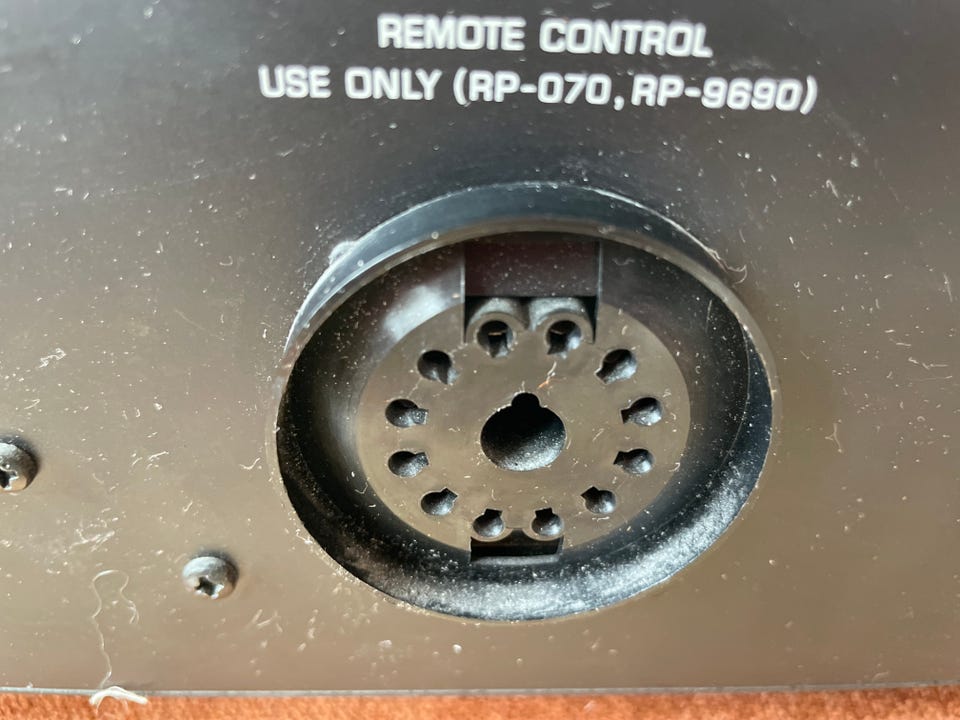 REMOTE CONTROL
USE ONLY (RP-070, RP-9690)